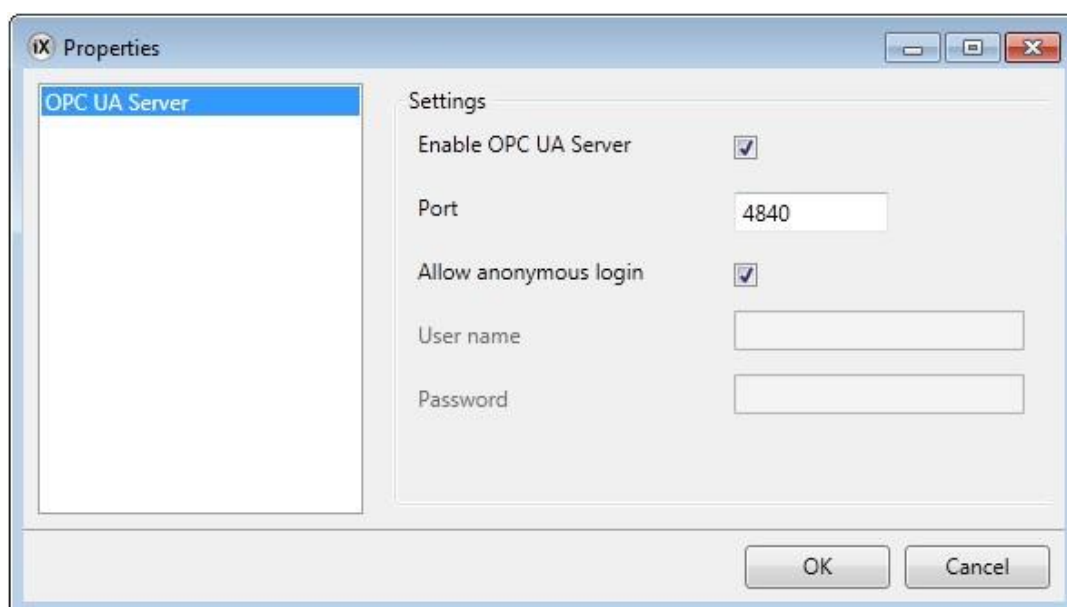 iX Properties
OPC UA Server
Settings
Enable OPC UA Server
Port 4840
Allow anonymous login
User name
Password
OK Cancel